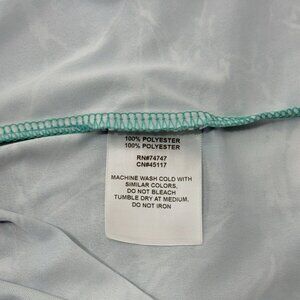 100% POLYESTER
100% POLYESTER
RN#74747
CN#45117
MACHINE WASH COLD WITH
SIMILAR COLORS,
DO NOT BLEACH
TUMBLE DRY AT MEDIUM.
DO NOT IRON